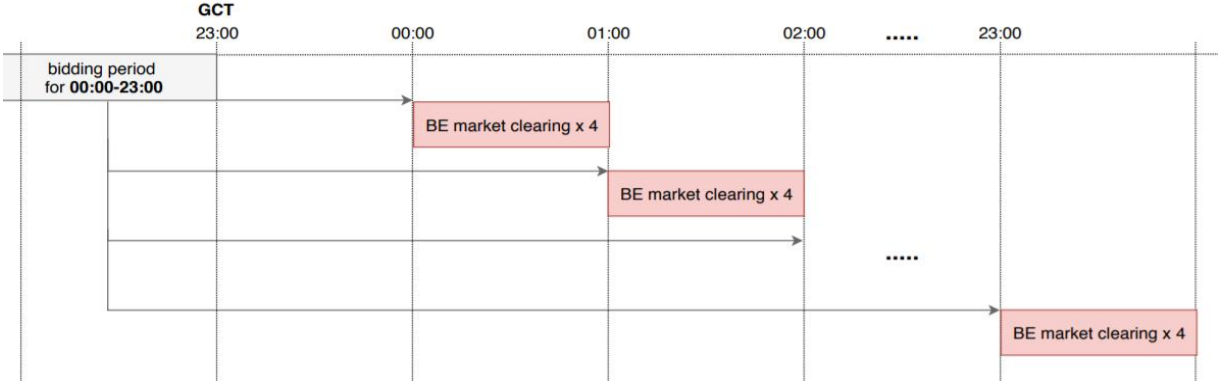 GCT
23:00 00:00 01:00 02:00 ..... 23:00
bidding period
for 00:00-23:00
BE market clearing x 4
BE market clearing x 4
.....
BE market clearing x 4